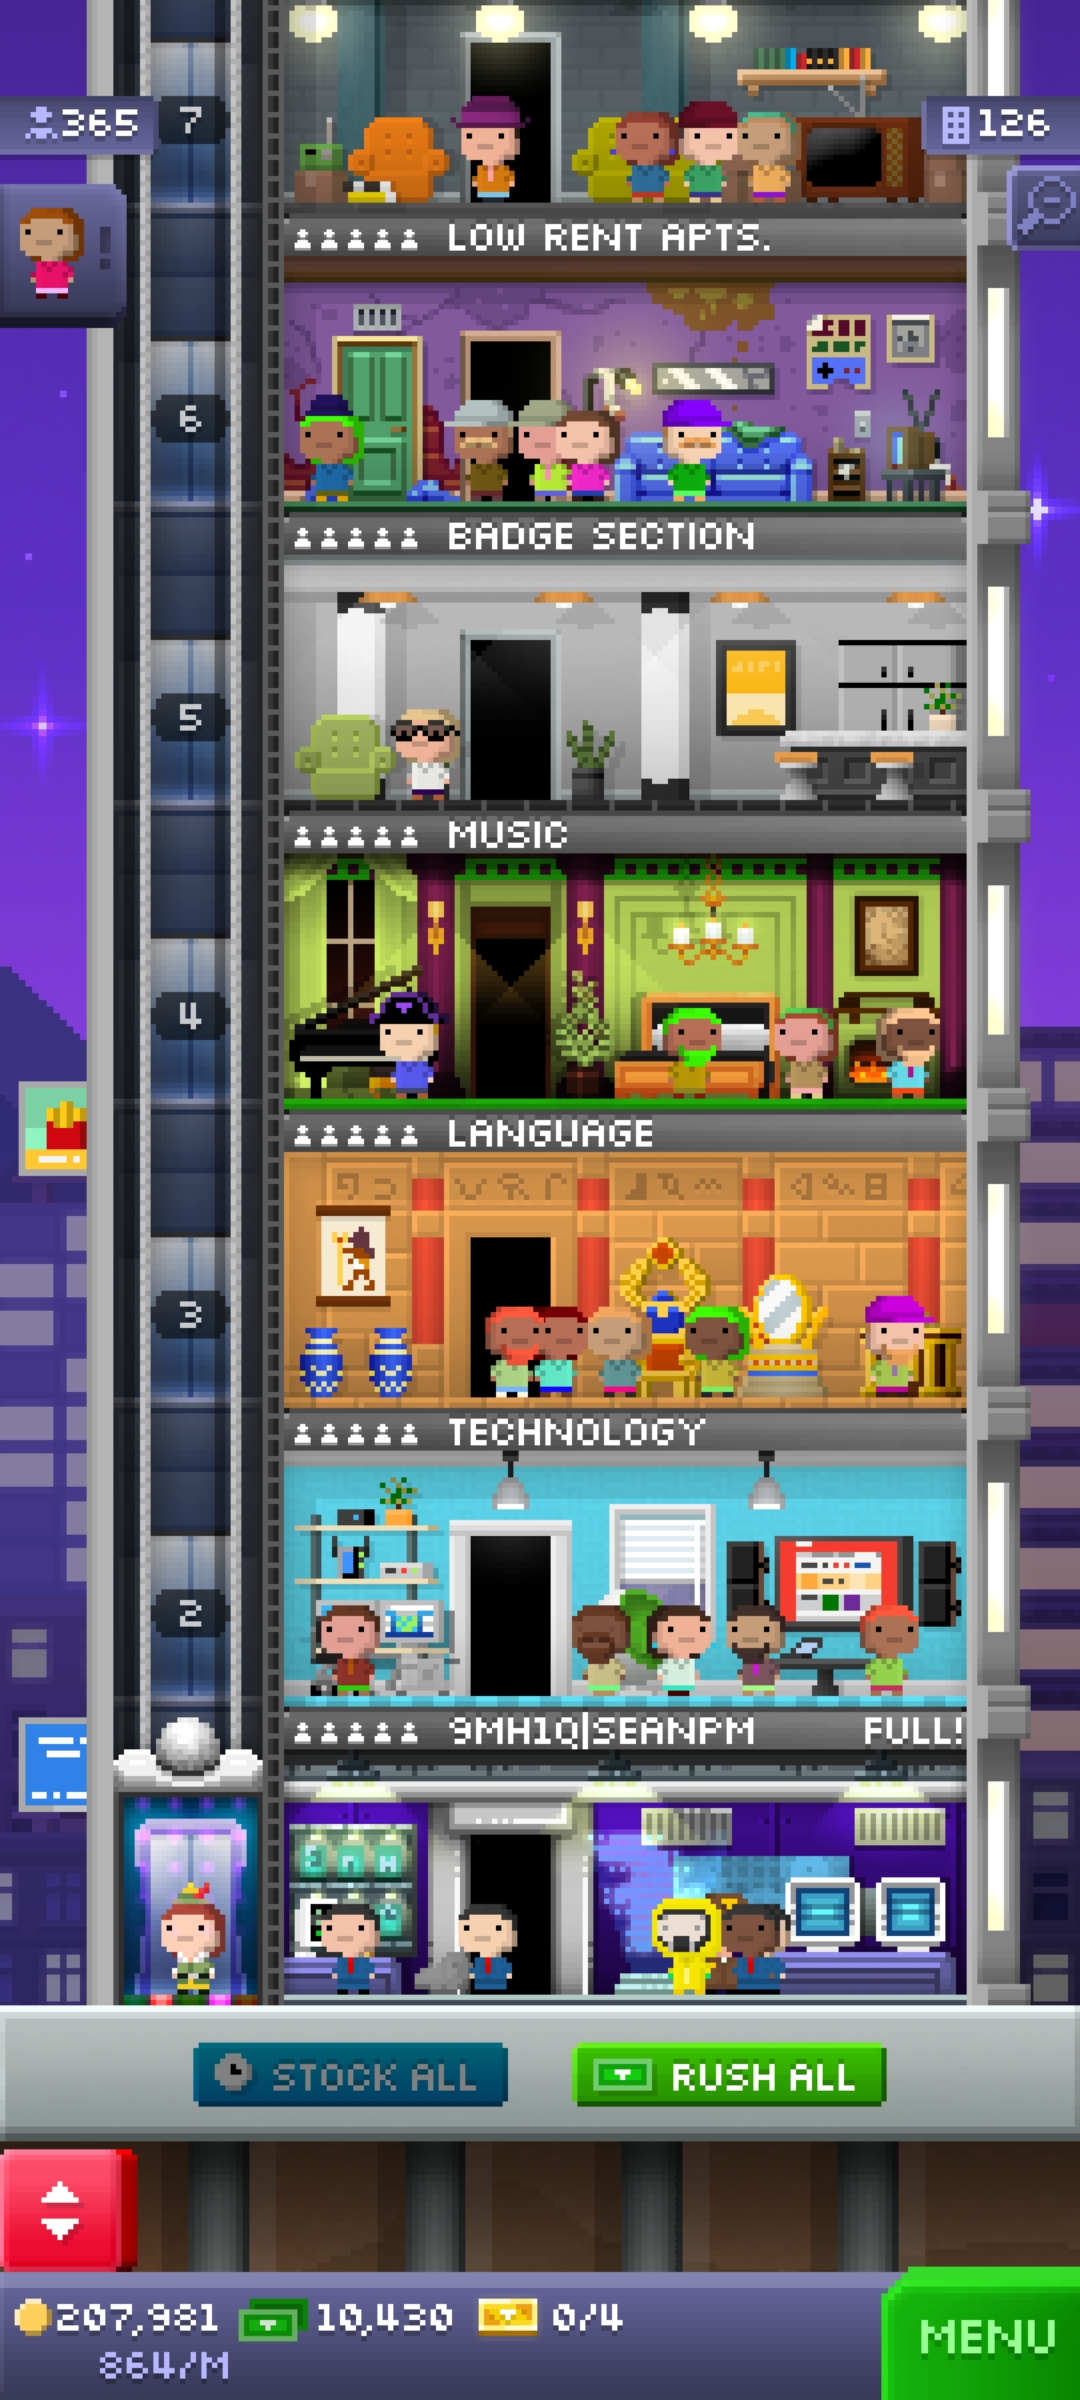 7
365
126
LOW RENT APTS.
6
BADGE SECTION
5
MUSIC
4
LANGUAGE
3
TECHNOLOGY
2
9MH1Q|SEANPM FULL!
STOCK ALL
RUSH ALL
207,981 10,430 0/4
864/M
MENU